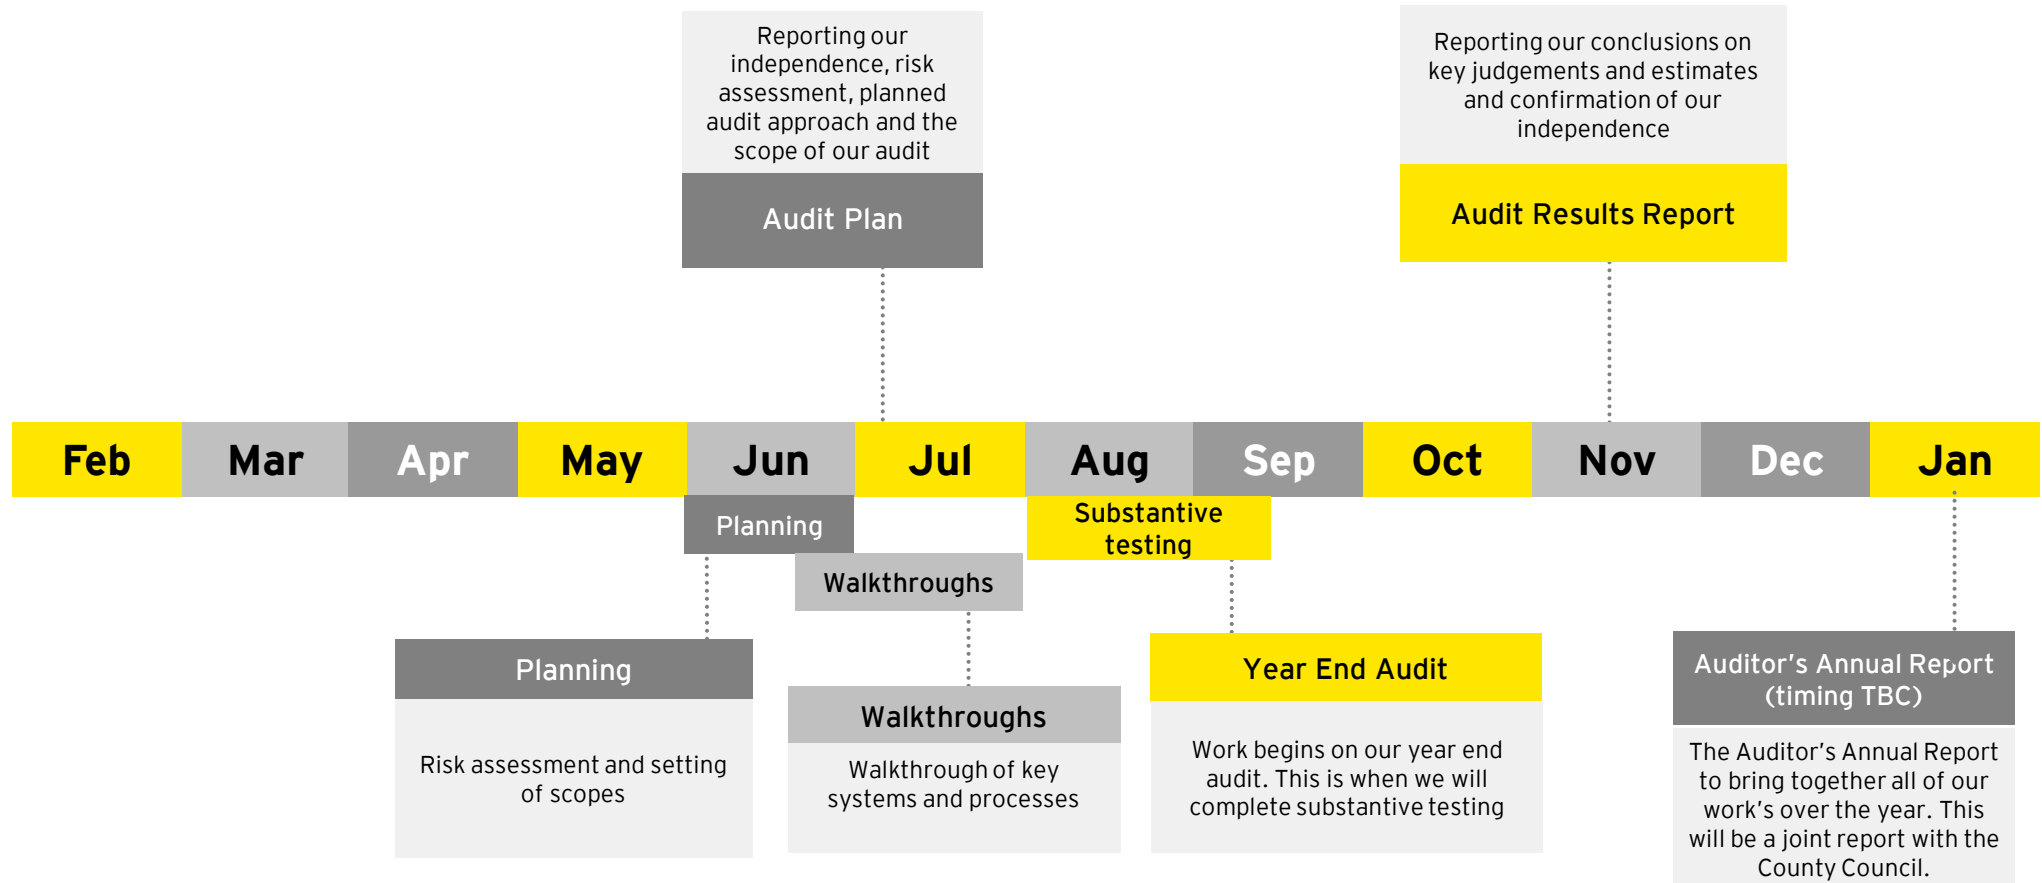 Reporting our
independence, risk
assessment, planned
audit approach and the
scope of our audit
Audit Plan
Reporting our conclusions on
key judgements and estimates
and confirmation of our
independence
Audit Results Report
Feb Mar Apr May Jun Jul Aug Sep Oct Nov Dec Jan
Planning
Walkthroughs
Substantive
testing
Planning
Risk assessment and setting
of scopes
Walkthroughs
Walkthrough of key
systems and processes
Year End Audit
Work begins on our year end
audit. This is when we will
complete substantive testing
Auditor's Annual Report
(timing TBC)
The Auditor's Annual Report
to bring together all of our
work's over the year. This
will be a joint report with the
County Council.